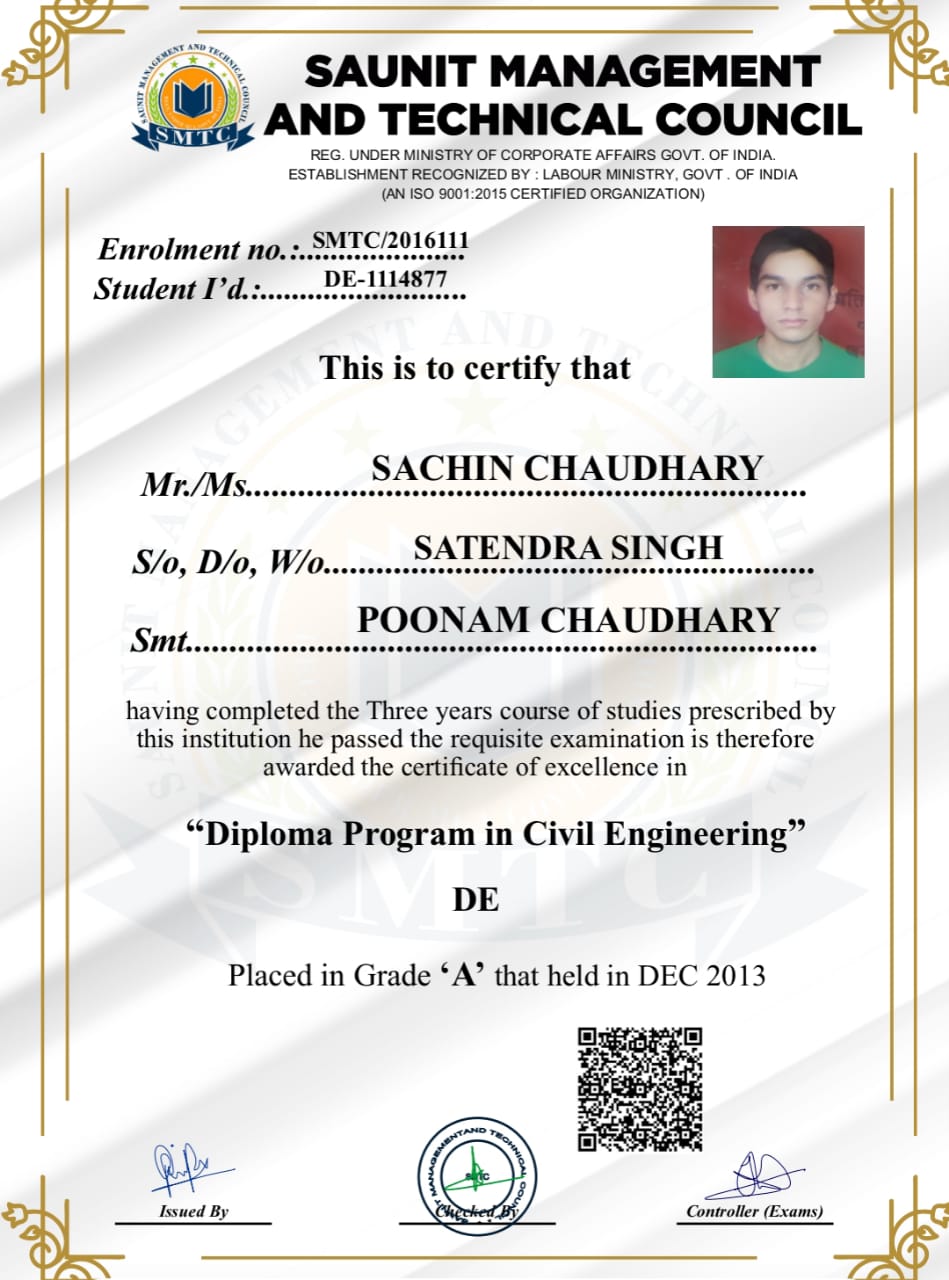 SAUNIT MANAGEMENT AND TECHNICAL COUNCIL
SMTC
SAUNIT MANAGEMENT
AND TECHNICAL COUNCIL
REG. UNDER MINISTRY OF CORPORATE AFFAIRS GOVT. OF INDIA.
ESTABLISHMENT RECOGNIZED BY : LABOUR MINISTRY, GOVT . OF INDIA
(AN ISO 9001:2015 CERTIFIED ORGANIZATION)
Enrolment no.:. SMTC/2016111
Student I’d.:.......... DE-1114877
This is to certify that
Mr./Ms.......... SACHIN CHAUDHARY
S/o, D/o, W/o.......... SATENDRA SINGH
Smt.......... POONAM CHAUDHARY
having completed the Three years course of studies prescribed by
this institution he passed the requisite examination is therefore
awarded the certificate of excellence in
“Diploma Program in Civil Engineering”
DE
Placed in Grade ‘A’ that held in DEC 2013
SAUNIT MANAGEMENTAND TECHNICAL COUNCIL
SMTC
Issued By
Checked By
Controller (Exams)